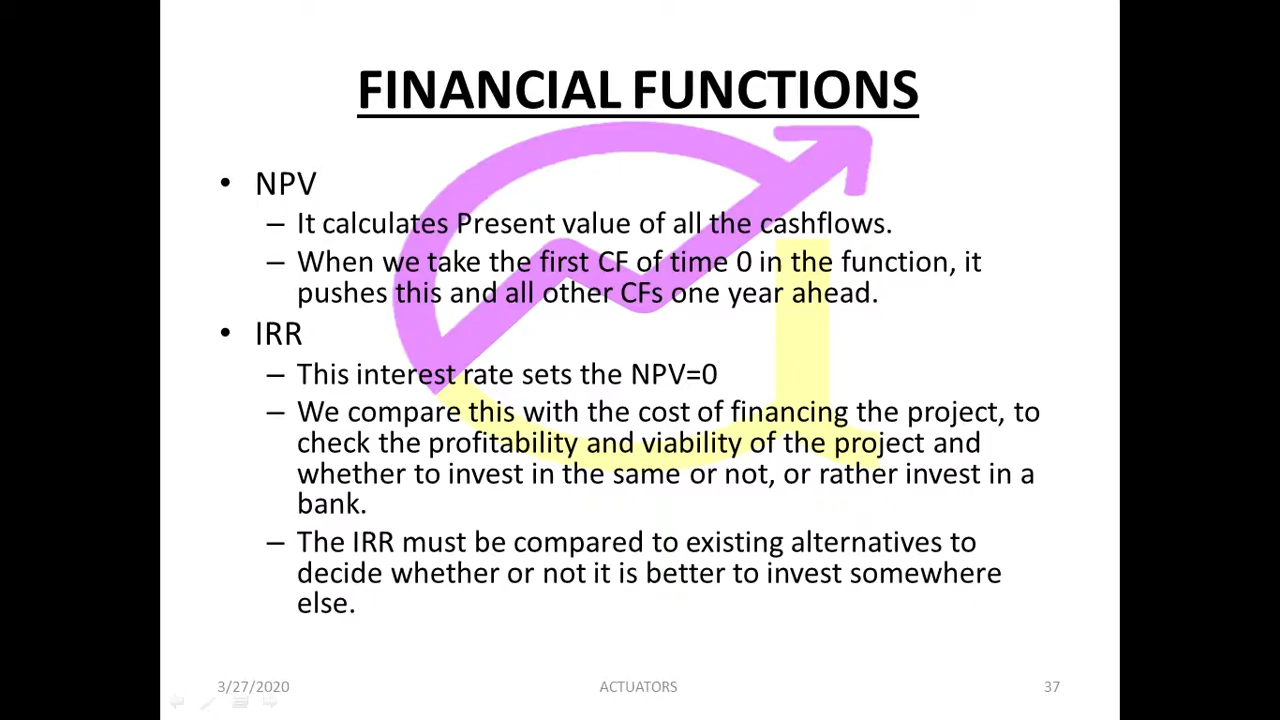 FINANCIAL FUNCTIONS
• NPV
– It calculates Present value of all the cashflows.
– When we take the first CF of time 0 in the function, it
pushes this and all other CFs one year ahead.
• IRR
– This interest rate sets the NPV=0
– We compare this with the cost of financing the project, to
check the profitability and viability of the project and
whether to invest in the same or not, or rather invest in a
bank.
– The IRR must be compared to existing alternatives to
decide whether or not it is better to invest somewhere
else.
3/27/2020 ACTUATORS 37